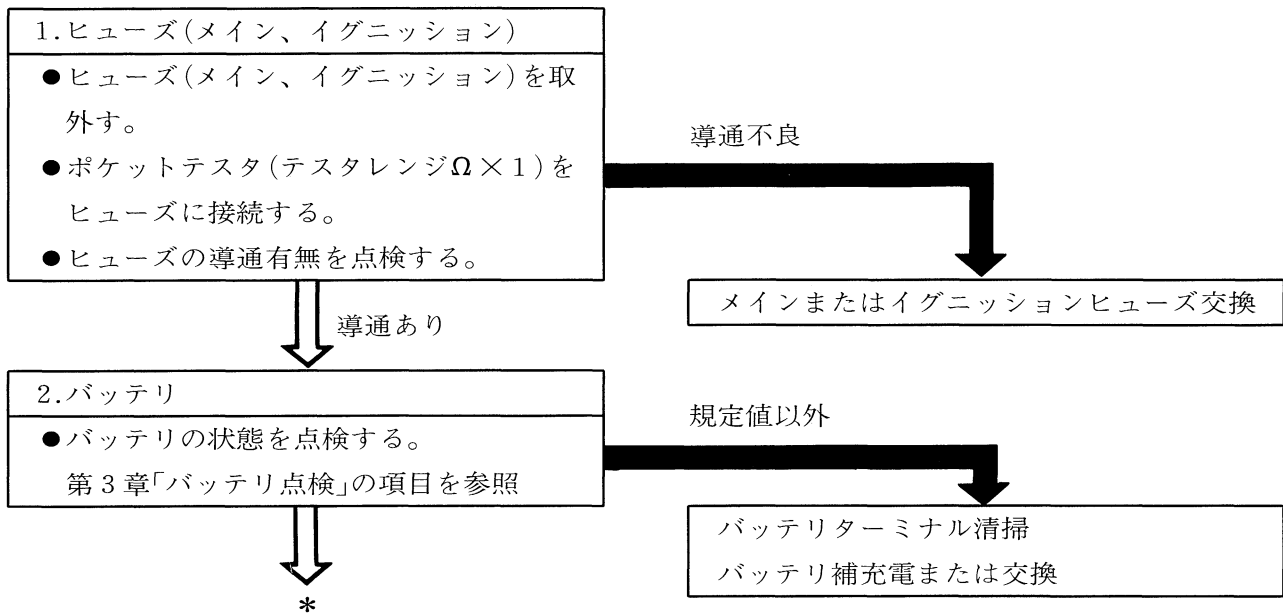 1.ヒューズ(メイン、イグニッション)
●ヒューズ(メイン、イグニッション)を取
外す。
●ポケットテスタ(テスタレンジΩ×1)を
ヒューズに接続する。
●ヒューズの導通有無を点検する。
導通不良
メインまたはイグニッションヒューズ交換
導通あり
2.バッテリ
●バッテリの状態を点検する。
第3章「バッテリ点検」の項目を参照
規定値以外
バッテリターミナル清掃
バッテリ補充電または交換
*